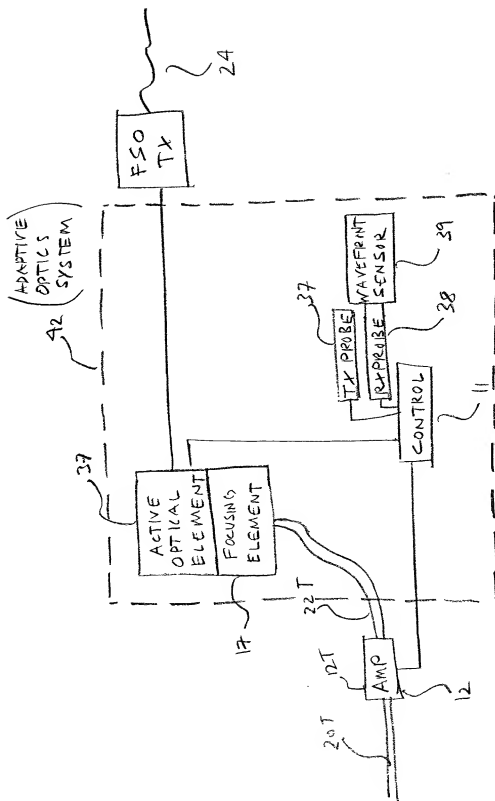 (ADAPTIVE
OPTICS
SYSTEM)
42
FSO
TX
24
37
ACTIVE
OPTICAL
ELEMENT
FOCUSING
ELEMENT
17
22T
12T
AMP
12
20T
37
TX PROBE
RX PROBE
38
WAVEFRONT
SENSOR
39
CONTROL
11